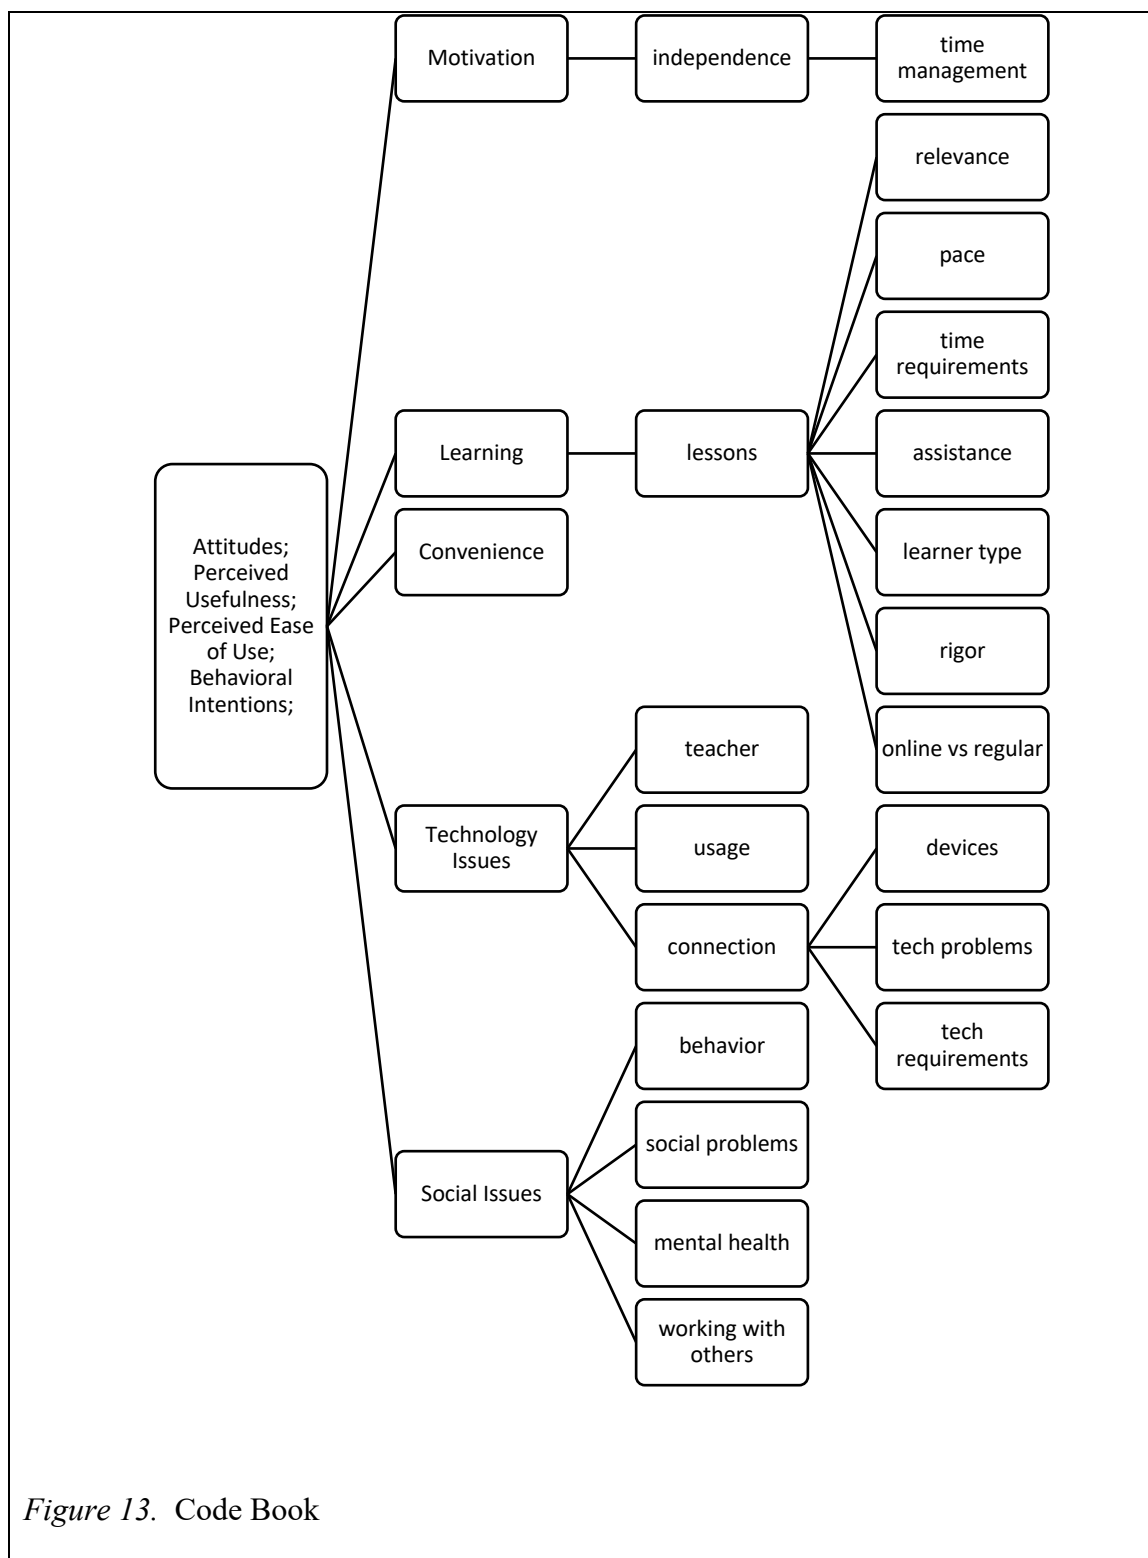 Motivation
independence
time
management
relevance
pace
time
requirements
Learning
lessons
assistance
Convenience
learner type
Attitudes;
Perceived
Usefulness;
Perceived Ease
of Use;
Behavioral
Intentions;
rigor
teacher
online vs regular
Technology
Issues
usage
devices
connection
tech problems
behavior
tech
requirements
social problems
Social Issues
mental health
working with
others
Figure 13. Code Book